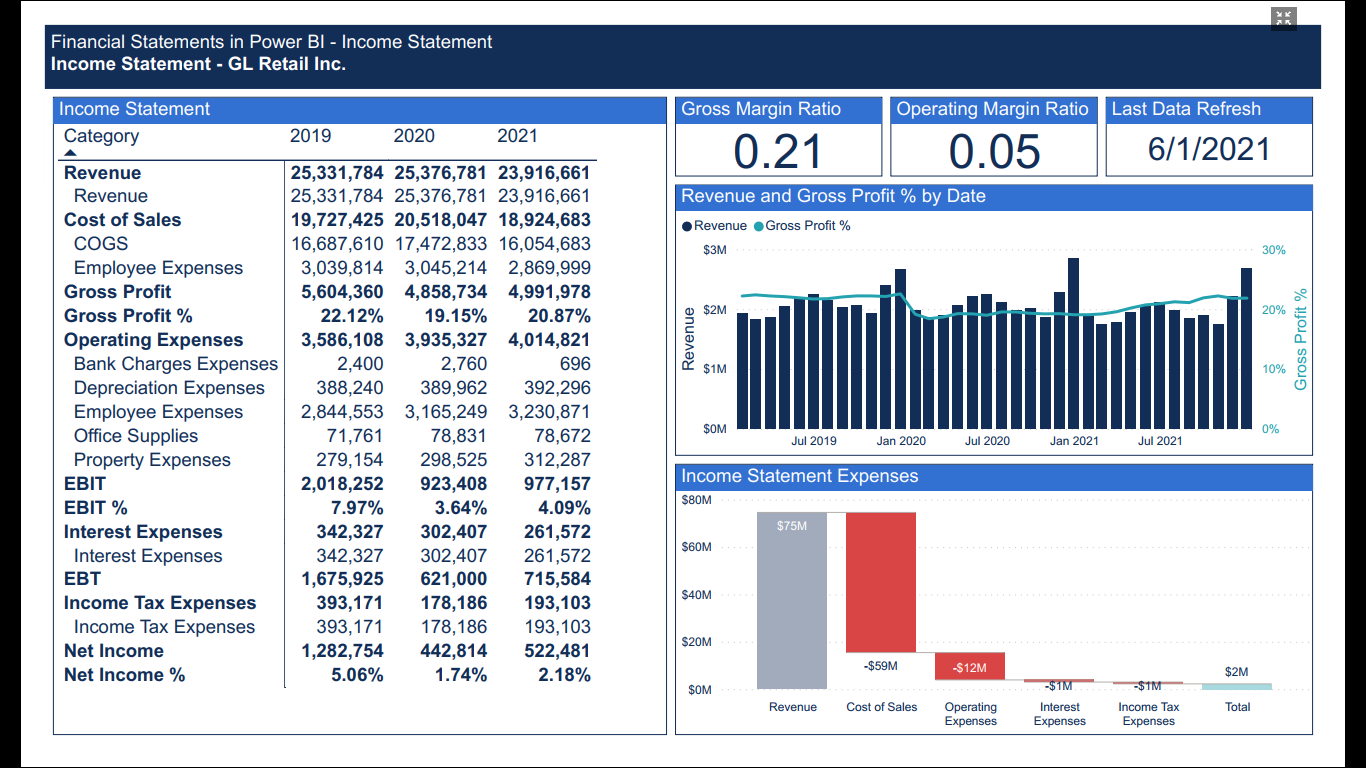 Financial Statements in Power BI - Income Statement
Income Statement - GL Retail Inc.
Income Statement
Category 2019 2020 2021
Revenue 25,331,784 25,376,781 23,916,661
Revenue 25,331,784 25,376,781 23,916,661
Cost of Sales 19,727,425 20,518,047 18,924,683
COGS 16,687,610 17,472,833 16,054,683
Employee Expenses 3,039,814 3,045,214 2,869,999
Gross Profit 5,604,360 4,858,734 4,991,978
Gross Profit % 22.12% 19.15% 20.87%
Operating Expenses 3,586,108 3,935,327 4,014,821
Bank Charges Expenses 2,400 2,760 696
Depreciation Expenses 388,240 389,962 392,296
Employee Expenses 2,844,553 3,165,249 3,230,871
Office Supplies 71,761 78,831 78,672
Property Expenses 279,154 298,525 312,287
EBIT 2,018,252 923,408 977,157
EBIT % 7.97% 3.64% 4.09%
Interest Expenses 342,327 302,407 261,572
Interest Expenses 342,327 302,407 261,572
EBT 1,675,925 621,000 715,584
Income Tax Expenses 393,171 178,186 193,103
Income Tax Expenses 393,171 178,186 193,103
Net Income 1,282,754 442,814 522,481
Net Income % 5.06% 1.74% 2.18%
Gross Margin Ratio
0.21
Operating Margin Ratio
0.05
Last Data Refresh
6/1/2021
Revenue and Gross Profit % by Date
Revenue Gross Profit %
$3M 30%
$2M 20%
$1M 10%
$0M 0%
Revenue
Gross Profit %
Jul 2019 Jan 2020 Jul 2020 Jan 2021 Jul 2021
Income Statement Expenses
$80M
$60M
$40M
$20M
$0M
$75M
-$59M
-$12M
-$1M
-$1M
$2M
Revenue
Cost of Sales
Operating
Expenses
Interest
Expenses
Income Tax
Expenses
Total